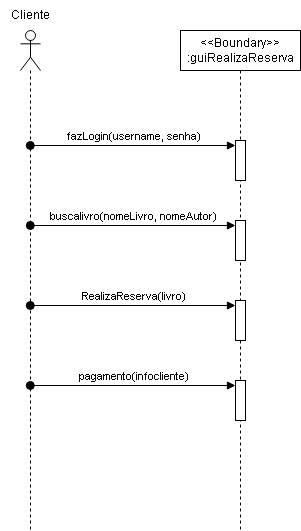 Cliente
<<Boundary>>
:guiRealizaReserva
fazLogin(username, senha)
buscalivro(nomeLivro, nomeAutor)
RealizaReserva(livro)
pagamento(infocliente)